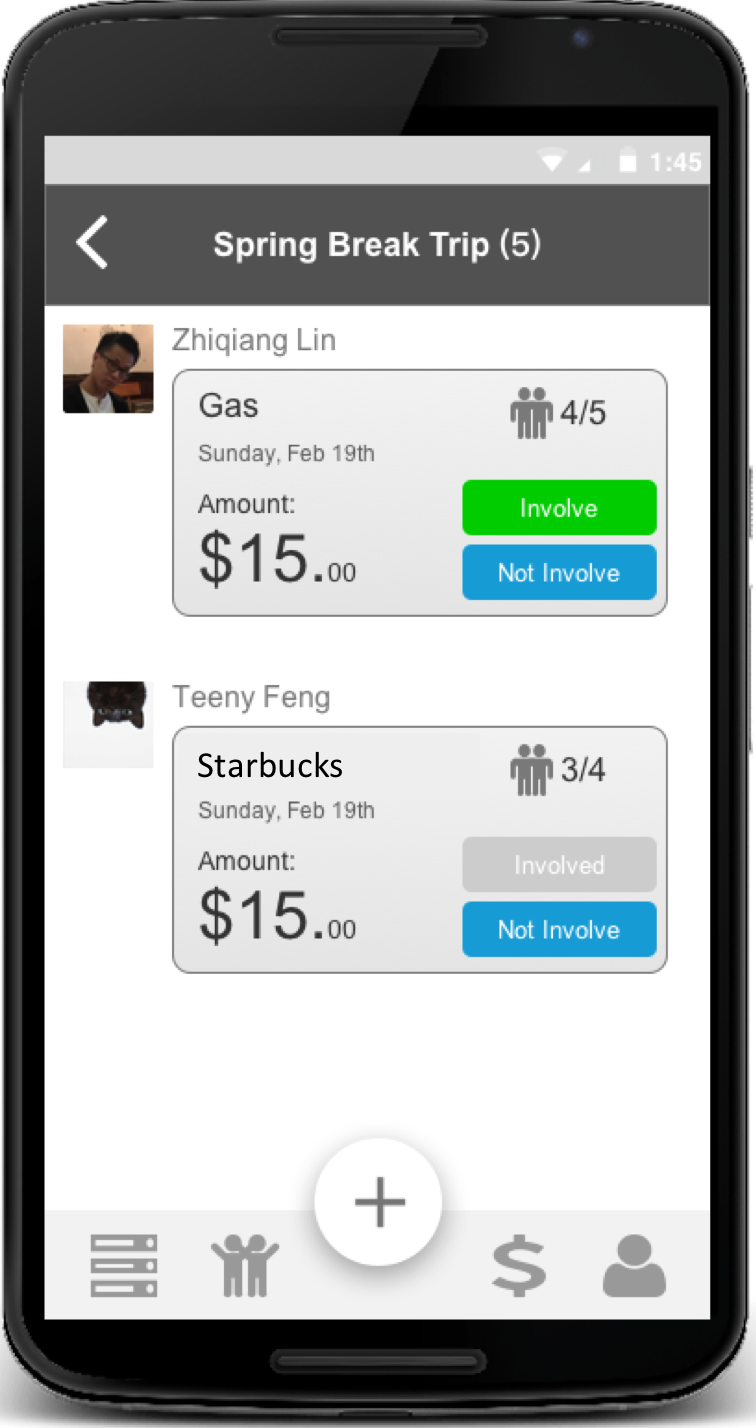 1:45
Spring Break Trip (5)
Zhiqiang Lin
Gas
4/5
Sunday, Feb 19th
Amount:
Involve
$15.00
Not Involve
Teeny Feng
Starbucks
3/4
Sunday, Feb 19th
Amount:
Involved
$15.00
Not Involve